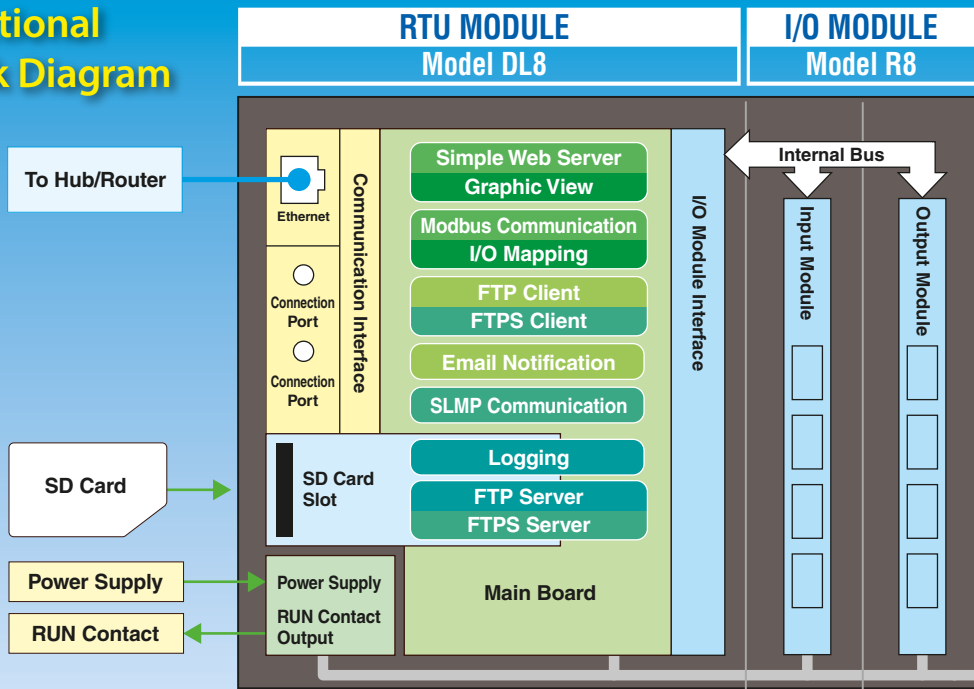 tional
k Diagram
RTU MODULE
Model DL8
I/O MODULE
Model R8
To Hub/Router
Ethernet
Connection
Port
Connection
Port
Communication Interface
Simple Web Server
Graphic View
Modbus Communication
I/O Mapping
FTP Client
FTPS Client
Email Notification
SLMP Communication
Logging
FTP Server
FTPS Server
Main Board
I/O Module Interface
Internal Bus
Input Module
Output Module
SD Card
SD Card
Slot
Power Supply
RUN Contact
Power Supply
RUN Contact
Output